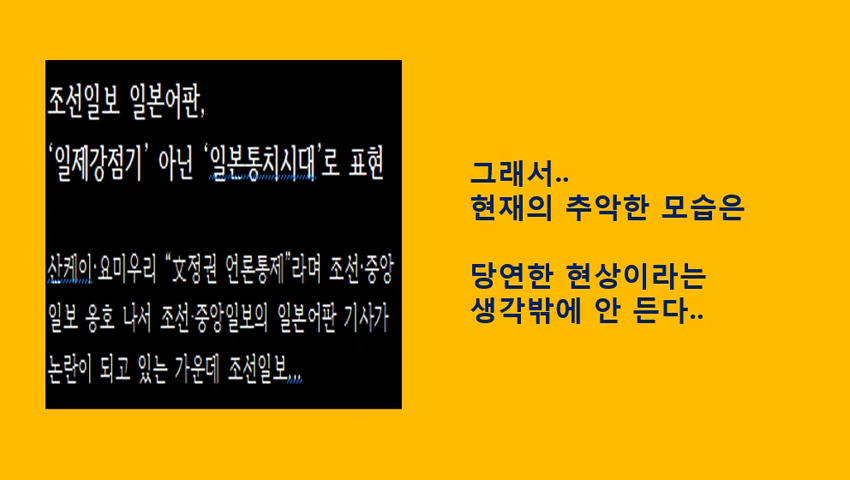 조선일보 일본어판,
‘일제강점기’ 아닌 ‘일본통치시대’로 표현
산케이·요미우리 “文정권 언론통제”라며 조선·중앙
일보 옹호 나서 조선·중앙일보의 일본어판 기사가
논란이 되고 있는 가운데 조선일보...
그래서..
현재의 추악한 모습은
당연한 현상이라는
생각밖에 안 든다..